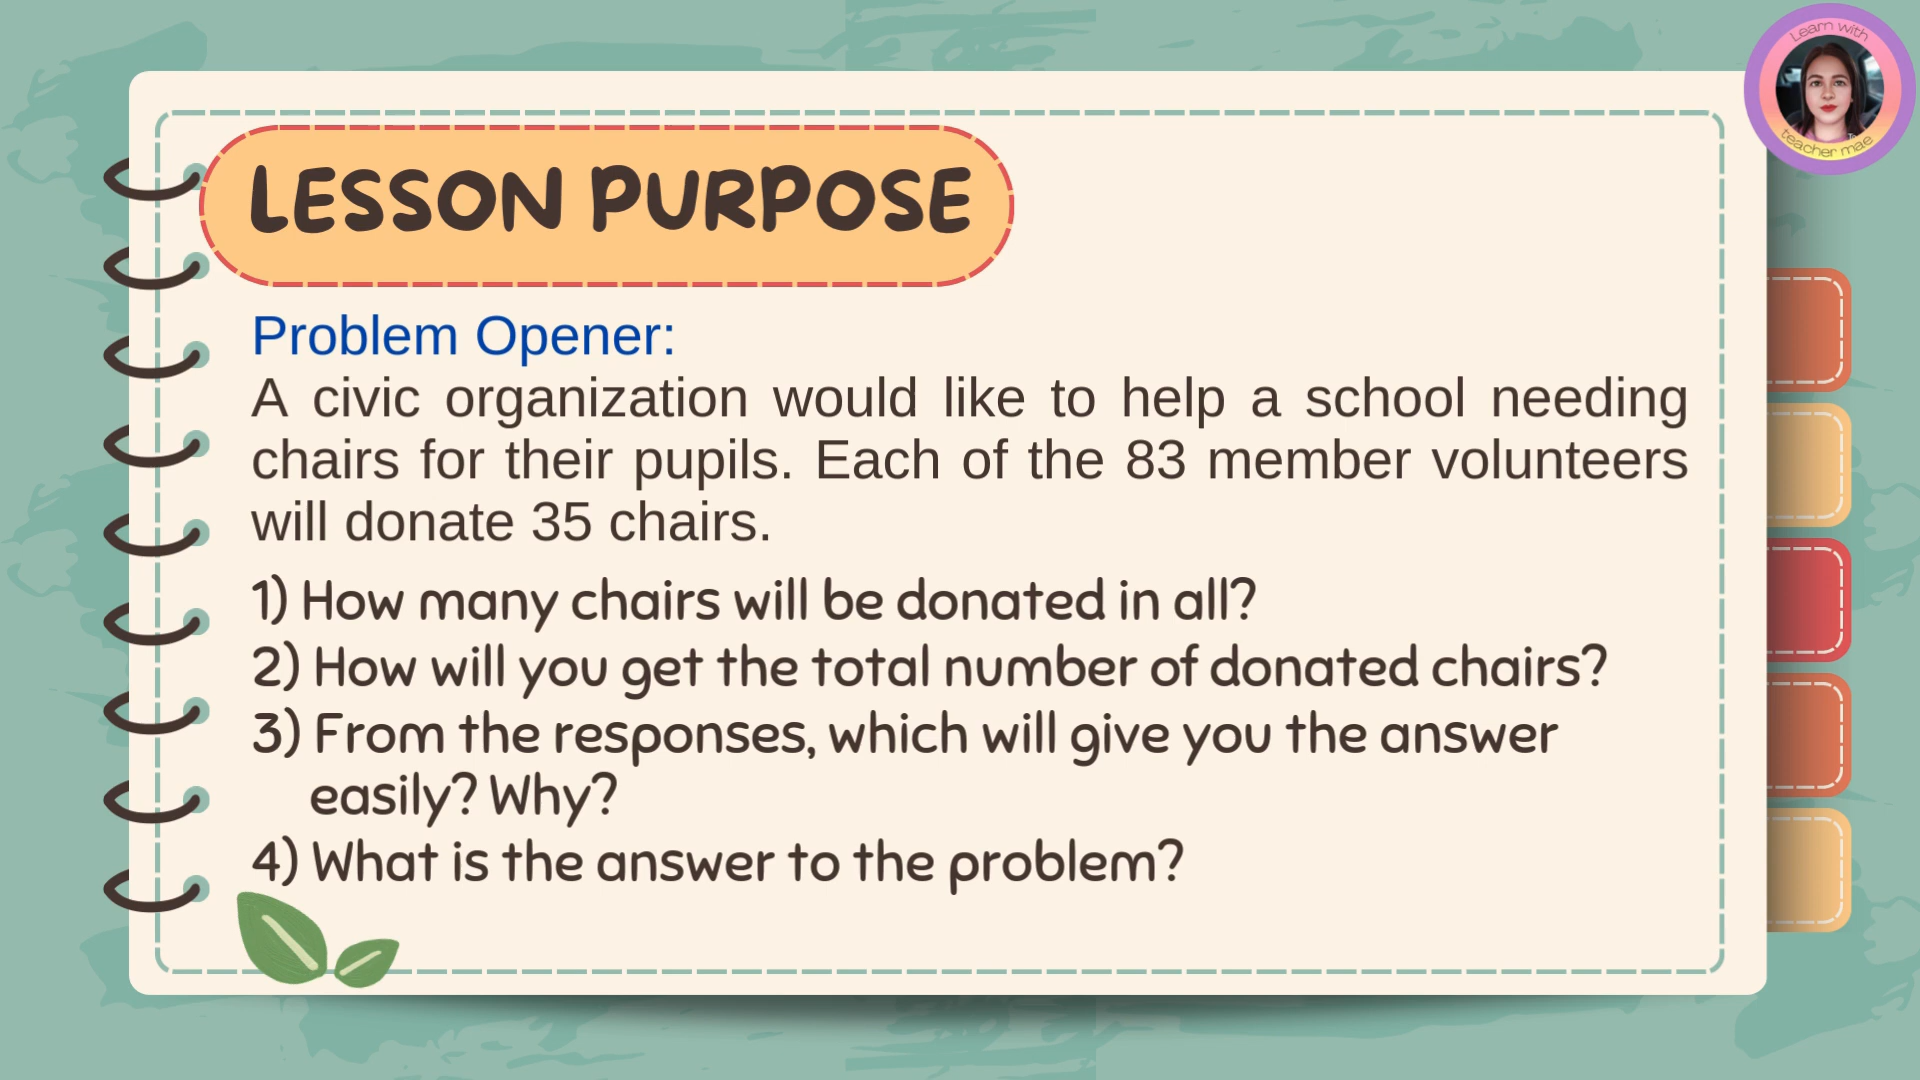 Learn with
teacher mae
LESSON PURPOSE
Problem Opener:
A civic organization would like to help a school needing
chairs for their pupils. Each of the 83 member volunteers
will donate 35 chairs.
1) How many chairs will be donated in all?
2) How will you get the total number of donated chairs?
3) From the responses, which will give you the answer
easily? Why?
4) What is the answer to the problem?